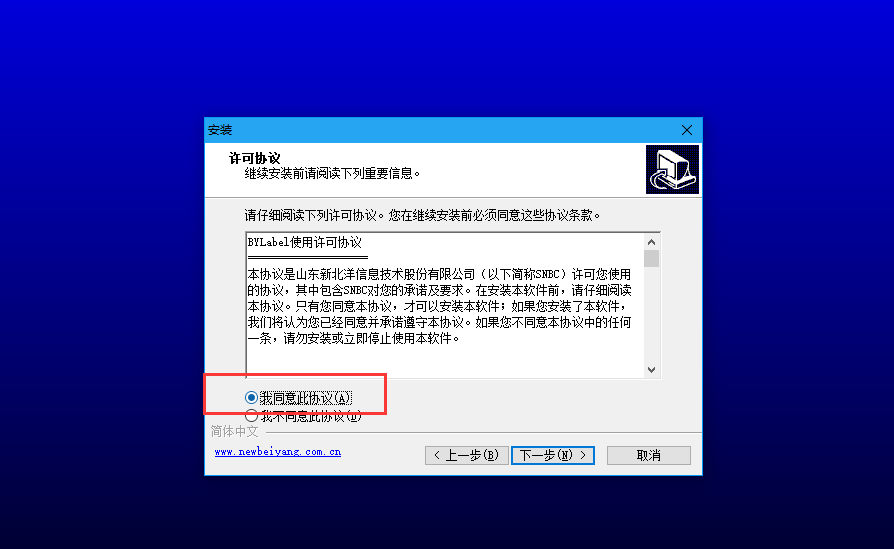 安装
许可协议
继续安装前请阅读下列重要信息。
请仔细阅读下列许可协议。您在继续安装前必须同意这些协议条款。
BYLabel使用许可协议
====================
本协议是山东新北洋信息技术股份有限公司（以下简称SNBC）许可您使用
的协议，其中包含SNBC对您的承诺及要求。在安装本软件前，请仔细阅读
本协议。只有您同意本协议，才可以安装本软件；如果您安装了本软件，
我们将认为您已经同意并承诺遵守本协议。如果您不同意本协议中的任何
一条，请勿安装或立即停止使用本软件。
我同意此协议(A)
我不同意此协议(D)
简体中文
www.newbeiyang.com.cn
< 上一步(B) 下一步(N) > 取消